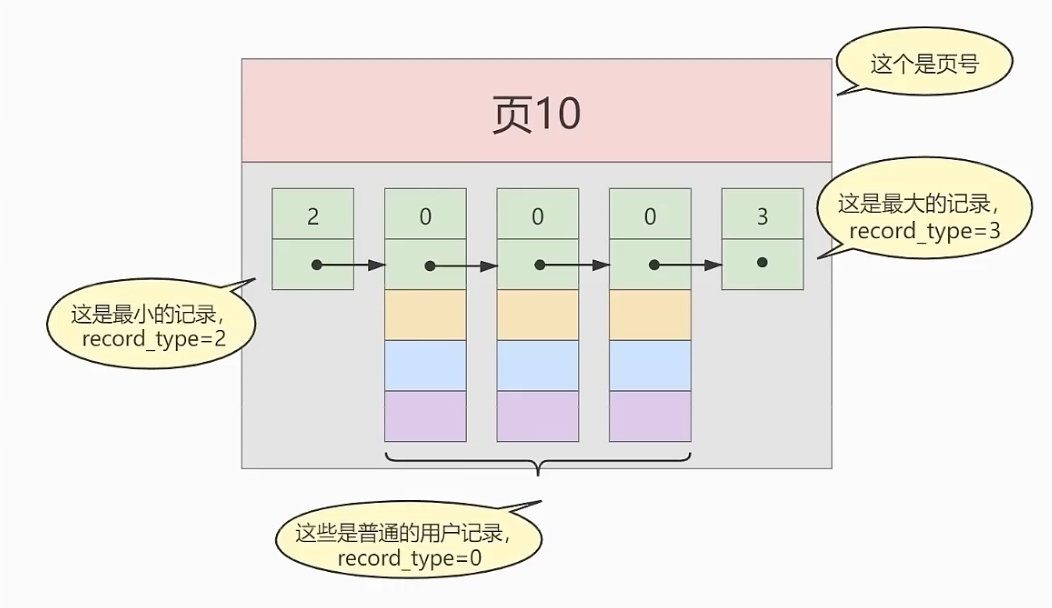 这个是页号
页10
这是最大的记录，
record_type=3
2
0
0
0
3
这是最小的记录，
record_type=2
这些是普通的用户记录，
record_type=0